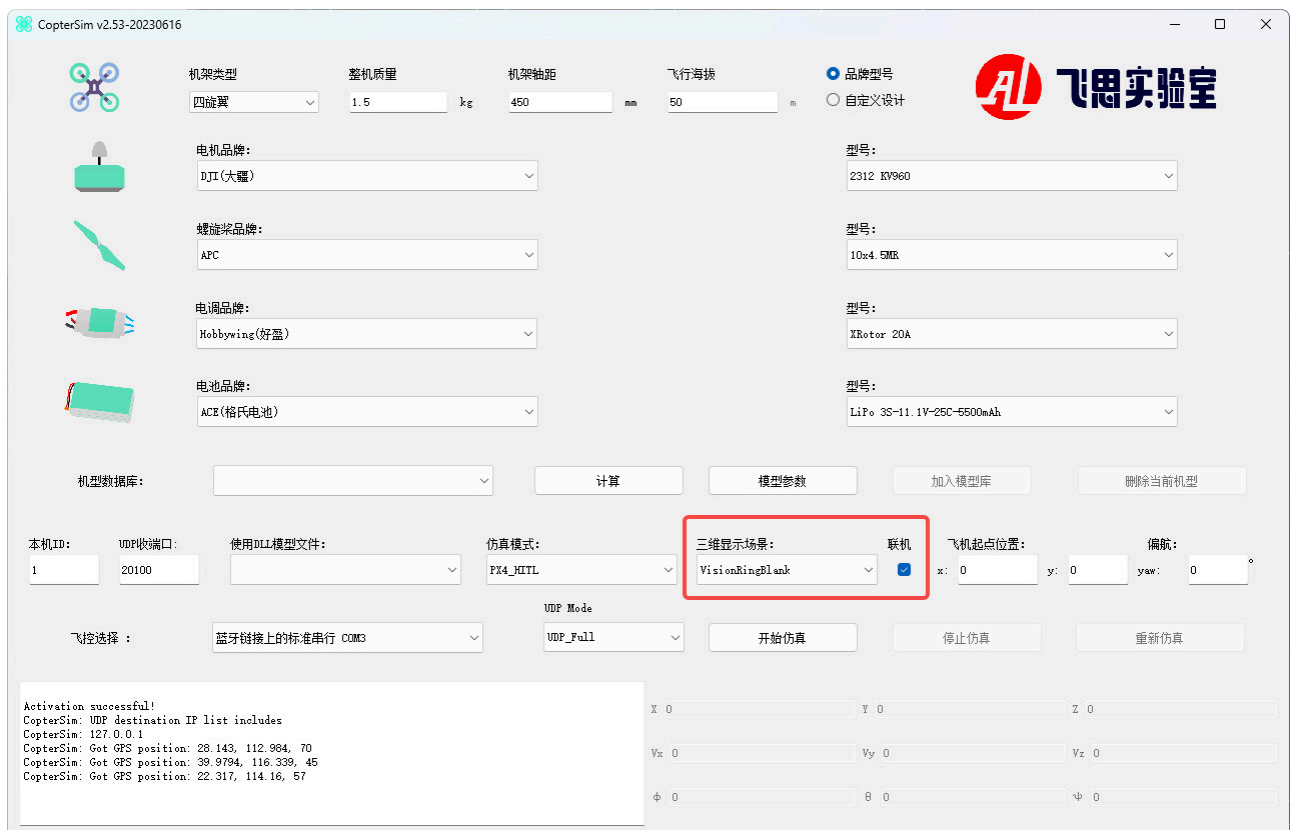 CopterSim v2.53-20230616
机架类型 整机质量 机架轴距 飞行海拔 品牌型号
四旋翼 1.5 kg 450 mm 50 m 自定义设计
飞思实验室
电机品牌: 型号:
DJI(大疆) 2312 KV960
螺旋桨品牌: 型号:
APC 10x4.5MR
电调品牌: 型号:
Hobbywing(好盈) XRotor 20A
电池品牌: 型号:
ACE(格氏电池) LiPo 3S-11.1V-25C-5500mAh
机型数据库: 计算 模型参数 加入模型库 删除当前机型
本机ID: UDP收端口: 使用DLL模型文件: 仿真模式: 三维显示场景: 联机 飞机起点位置: 偏航:
1 20100 PX4_HITL VisionRingBlank x: 0 y: 0 yaw: 0 °
UDP Mode
飞控选择 : 蓝牙链接上的标准串行 COM3 UDP_Full 开始仿真 停止仿真 重新仿真
Activation successful!
CopterSim: UDP destination IP list includes
CopterSim: 127.0.0.1
CopterSim: Got GPS position: 28.143, 112.984, 70
CopterSim: Got GPS position: 39.9794, 116.339, 45
CopterSim: Got GPS position: 22.317, 114.16, 57
X 0 Y 0 Z 0
Vx 0 Vy 0 Vz 0
ϕ 0 θ 0 ψ 0